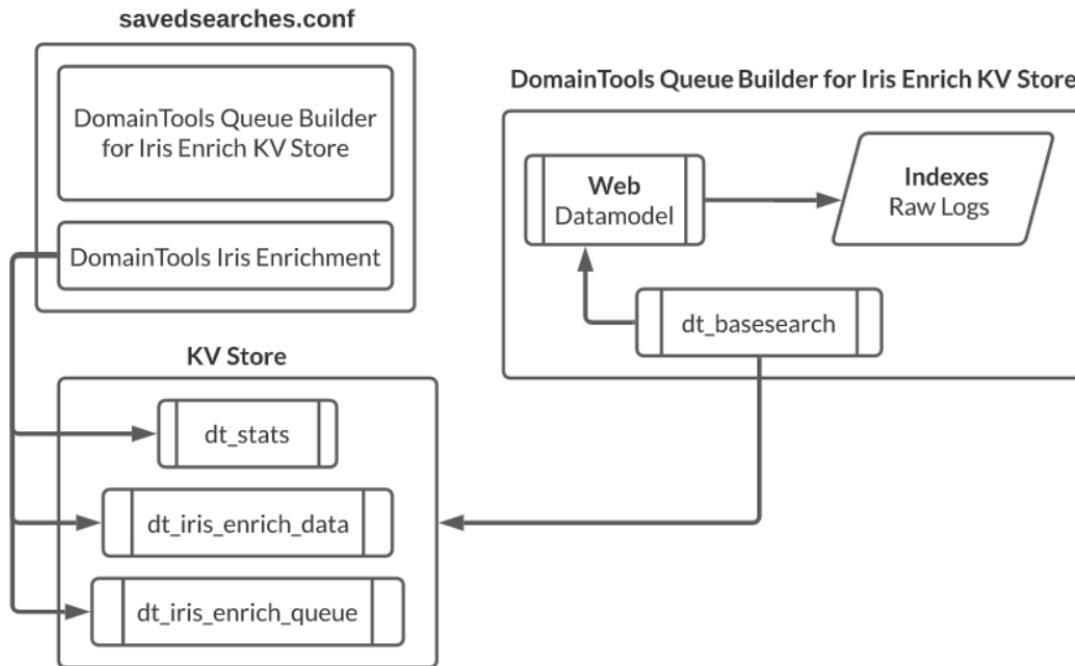 savedsearches.conf
DomainTools Queue Builder
for Iris Enrich KV Store
DomainTools Iris Enrichment
KV Store
dt_stats
dt_iris_enrich_data
dt_iris_enrich_queue
DomainTools Queue Builder for Iris Enrich KV Store
Web
Datamodel
Indexes
Raw Logs
dt_basesearch